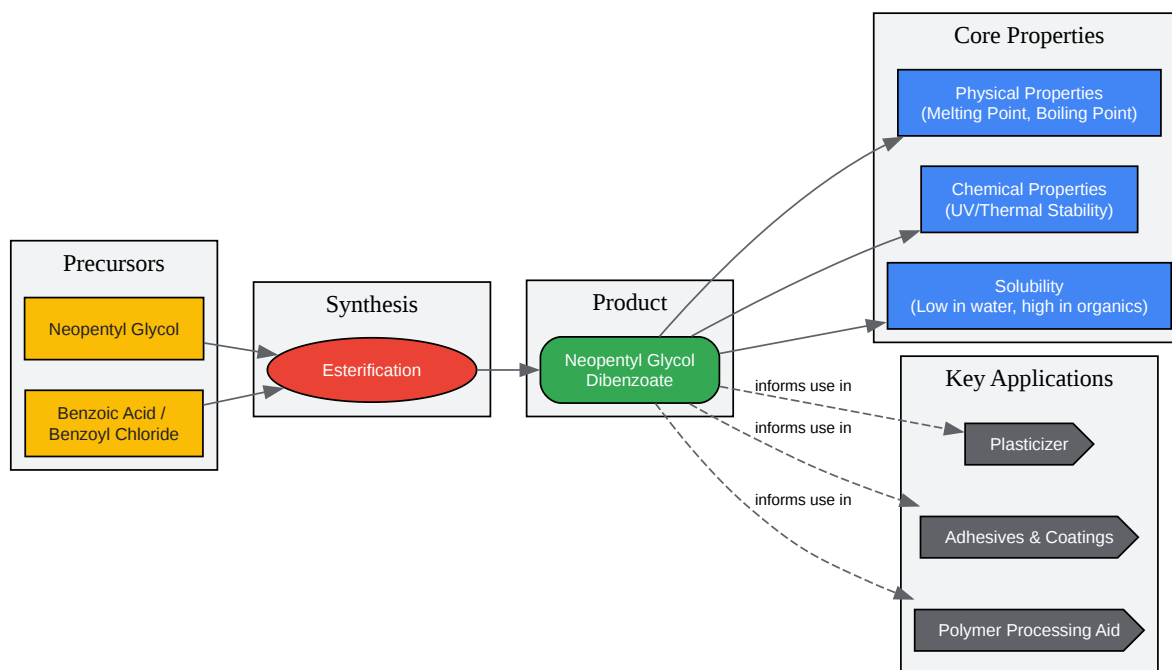 Precursors
Neopentyl Glycol
Benzoic Acid /
Benzoyl Chloride
Synthesis
Esterification
Product
Neopentyl Glycol
Dibenzoate
Core Properties
Physical Properties
(Melting Point, Boiling Point)
Chemical Properties
(UV/Thermal Stability)
Solubility
(Low in water, high in organics)
informs use in
informs use in
informs use in
Key Applications
Plasticizer
Adhesives & Coatings
Polymer Processing Aid